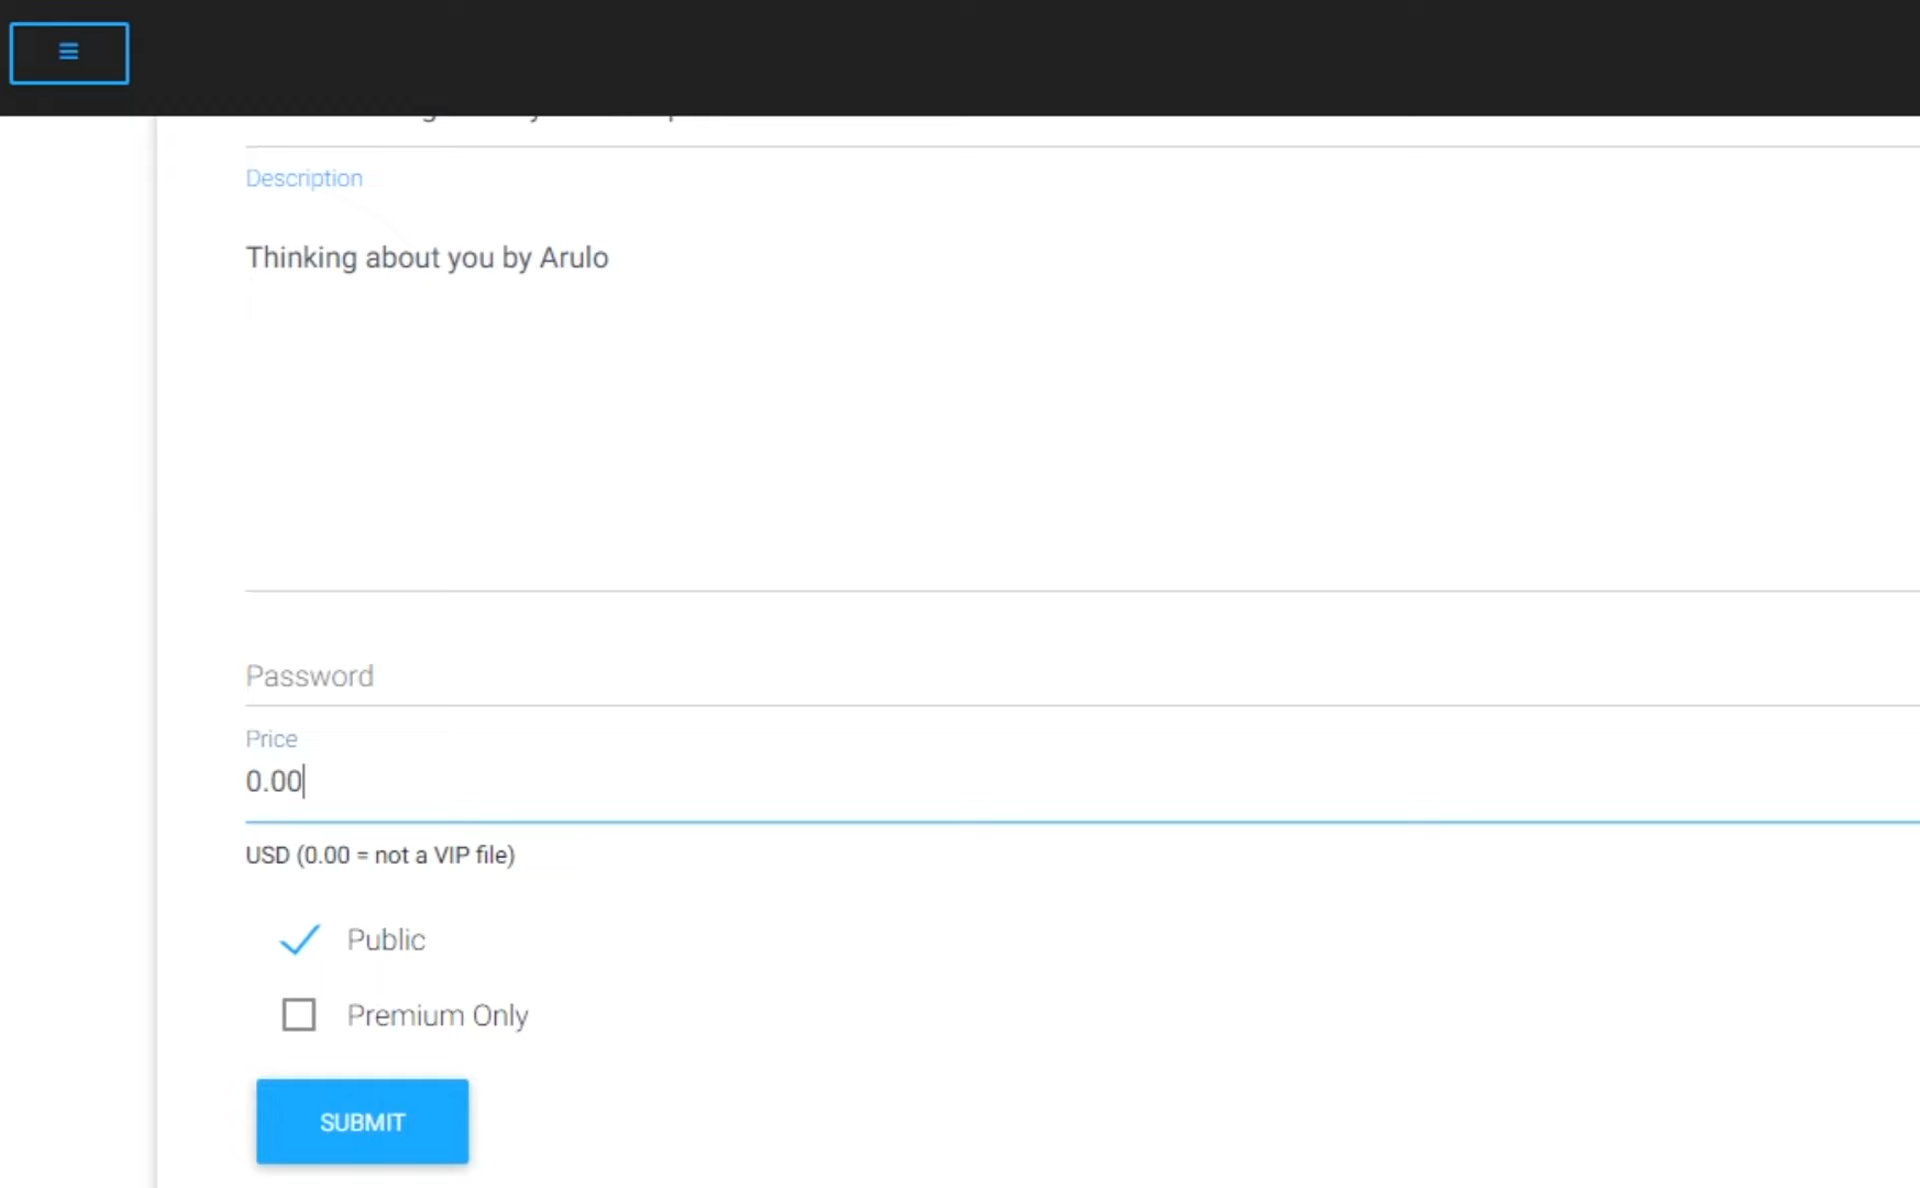 Description
Thinking about you by Arulo
Password
Price
0.00
USD (0.00 = not a VIP file)
Public
Premium Only
SUBMIT